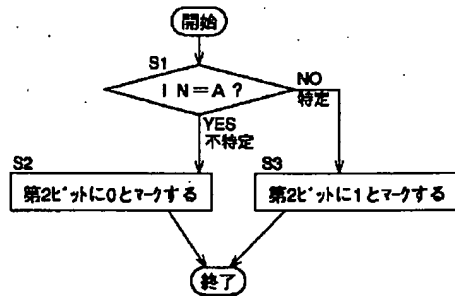 開始
S1
IN=A?
NO
特定
YES
不特定
S2
第2ビットに0とマークする
S3
第2ビットに1とマークする
終了